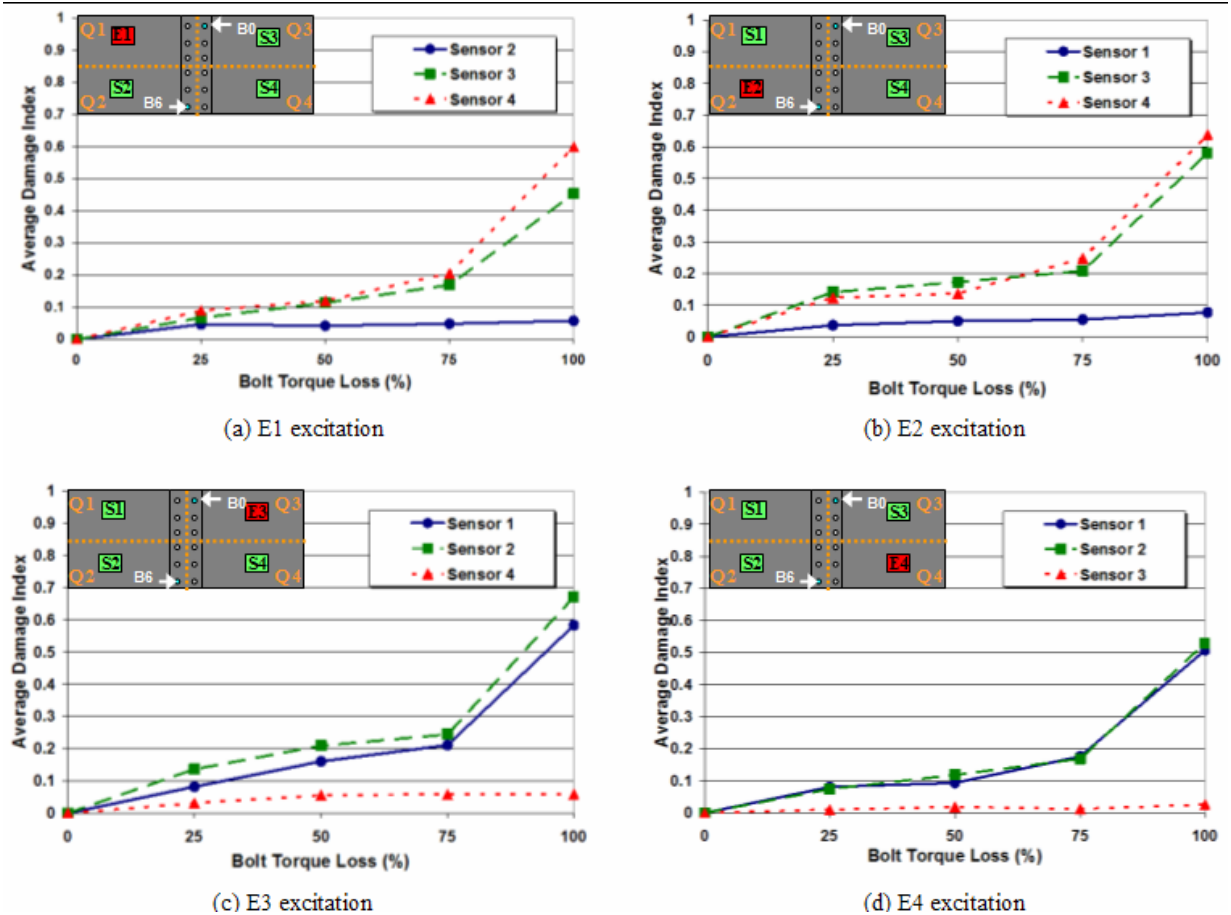 1
0.9
0.8
0.7
0.6
0.5
0.4
0.3
0.2
0.1
0
Average Damage Index
Q1 E1 B0 S3 Q3
Q2 S2 B6 S4 Q4
Sensor 2
Sensor 3
Sensor 4
0 25 50 75 100
Bolt Torque Loss (%)
(a) E1 excitation
1
0.9
0.8
0.7
0.6
0.5
0.4
0.3
0.2
0.1
0
Average Damage Index
Q1 S1 B0 S3 Q3
Q2 E2 B6 S4 Q4
Sensor 1
Sensor 3
Sensor 4
0 25 50 75 100
Bolt Torque Loss (%)
(b) E2 excitation
1
0.9
0.8
0.7
0.6
0.5
0.4
0.3
0.2
0.1
0
Average Damage Index
Q1 S1 B0 E3 Q3
Q2 S2 B6 S4 Q4
Sensor 1
Sensor 2
Sensor 4
0 25 50 75 100
Bolt Torque Loss (%)
(c) E3 excitation
1
0.9
0.8
0.7
0.6
0.5
0.4
0.3
0.2
0.1
0
Average Damage Index
Q1 S1 B0 S3 Q3
Q2 S2 B6 E4 Q4
Sensor 1
Sensor 2
Sensor 3
0 25 50 75 100
Bolt Torque Loss (%)
(d) E4 excitation